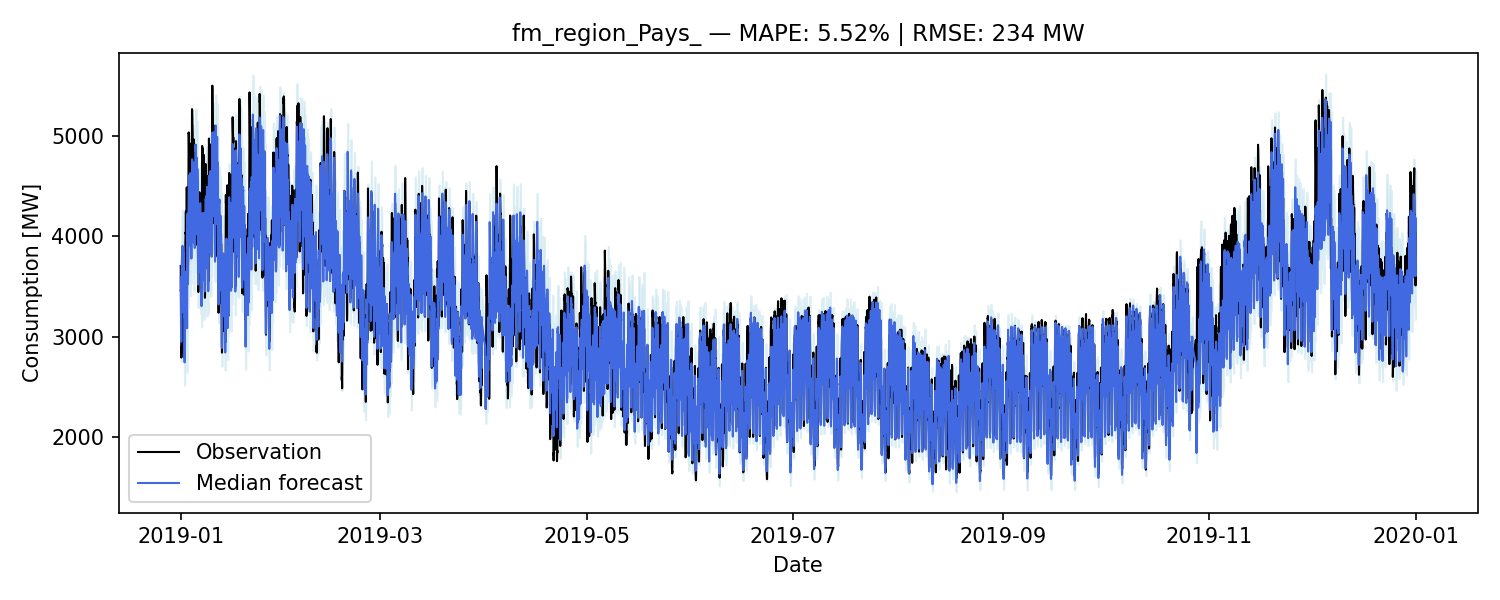 fm_region_Pays_ — MAPE: 5.52% | RMSE: 234 MW
Consumption [MW]
5000
4000
3000
2000
Observation
Median forecast
2019-01
2019-03
2019-05
2019-07
2019-09
2019-11
2020-01
Date